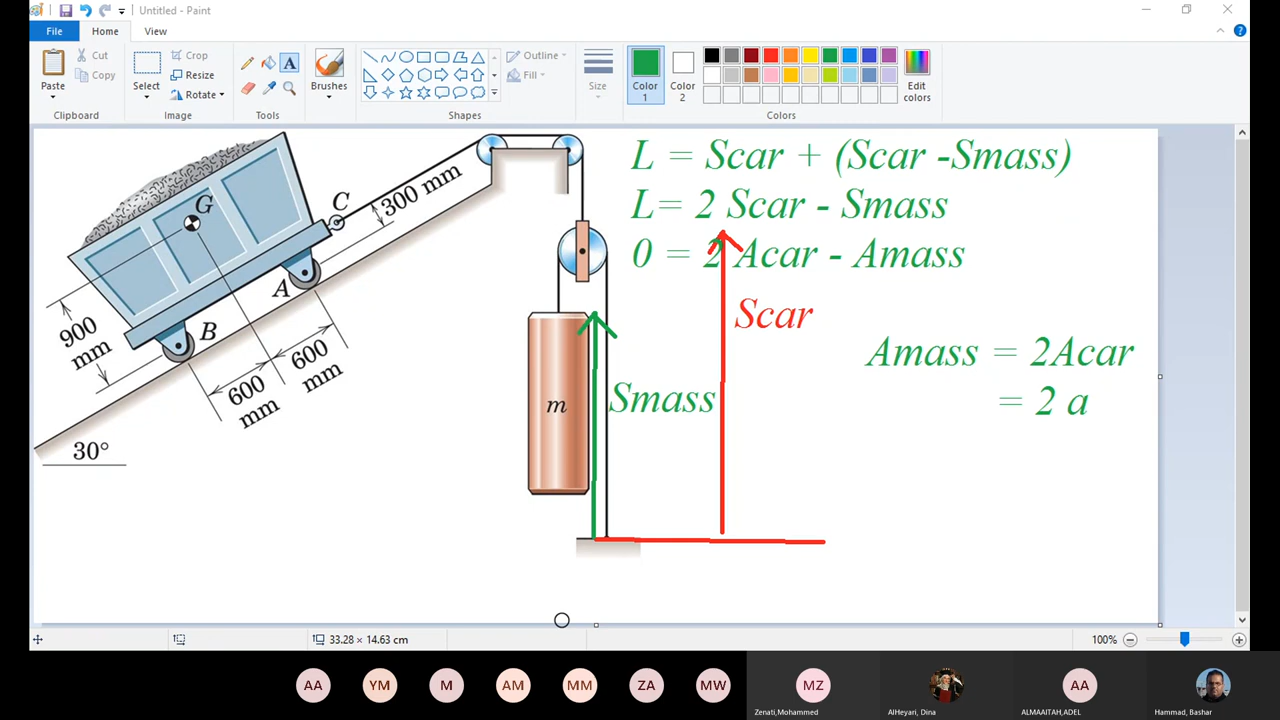 Untitled - Paint
File
Home
View
Paste
Cut
Copy
Clipboard
Select
Crop
Resize
Rotate
Image
A
Tools
Brushes
Shapes
Outline
Fill
Size
Color 1
Color 2
Edit colors
Colors
G
C
300 mm
A
B
900 mm
600 mm
600 mm
30°
m
L = Scar + (Scar -Smass)
L= 2 Scar - Smass
0 = 2 Acar - Amass
Scar
Smass
Amass = 2Acar
= 2 a
33.28 × 14.63 cm
100%
AA
YM
M
AM
MM
ZA
MW
MZ
AA
Zenati,Mohammed
AlHeyari, Dina
ALMAAITAH,ADEL
Hammad, Bashar